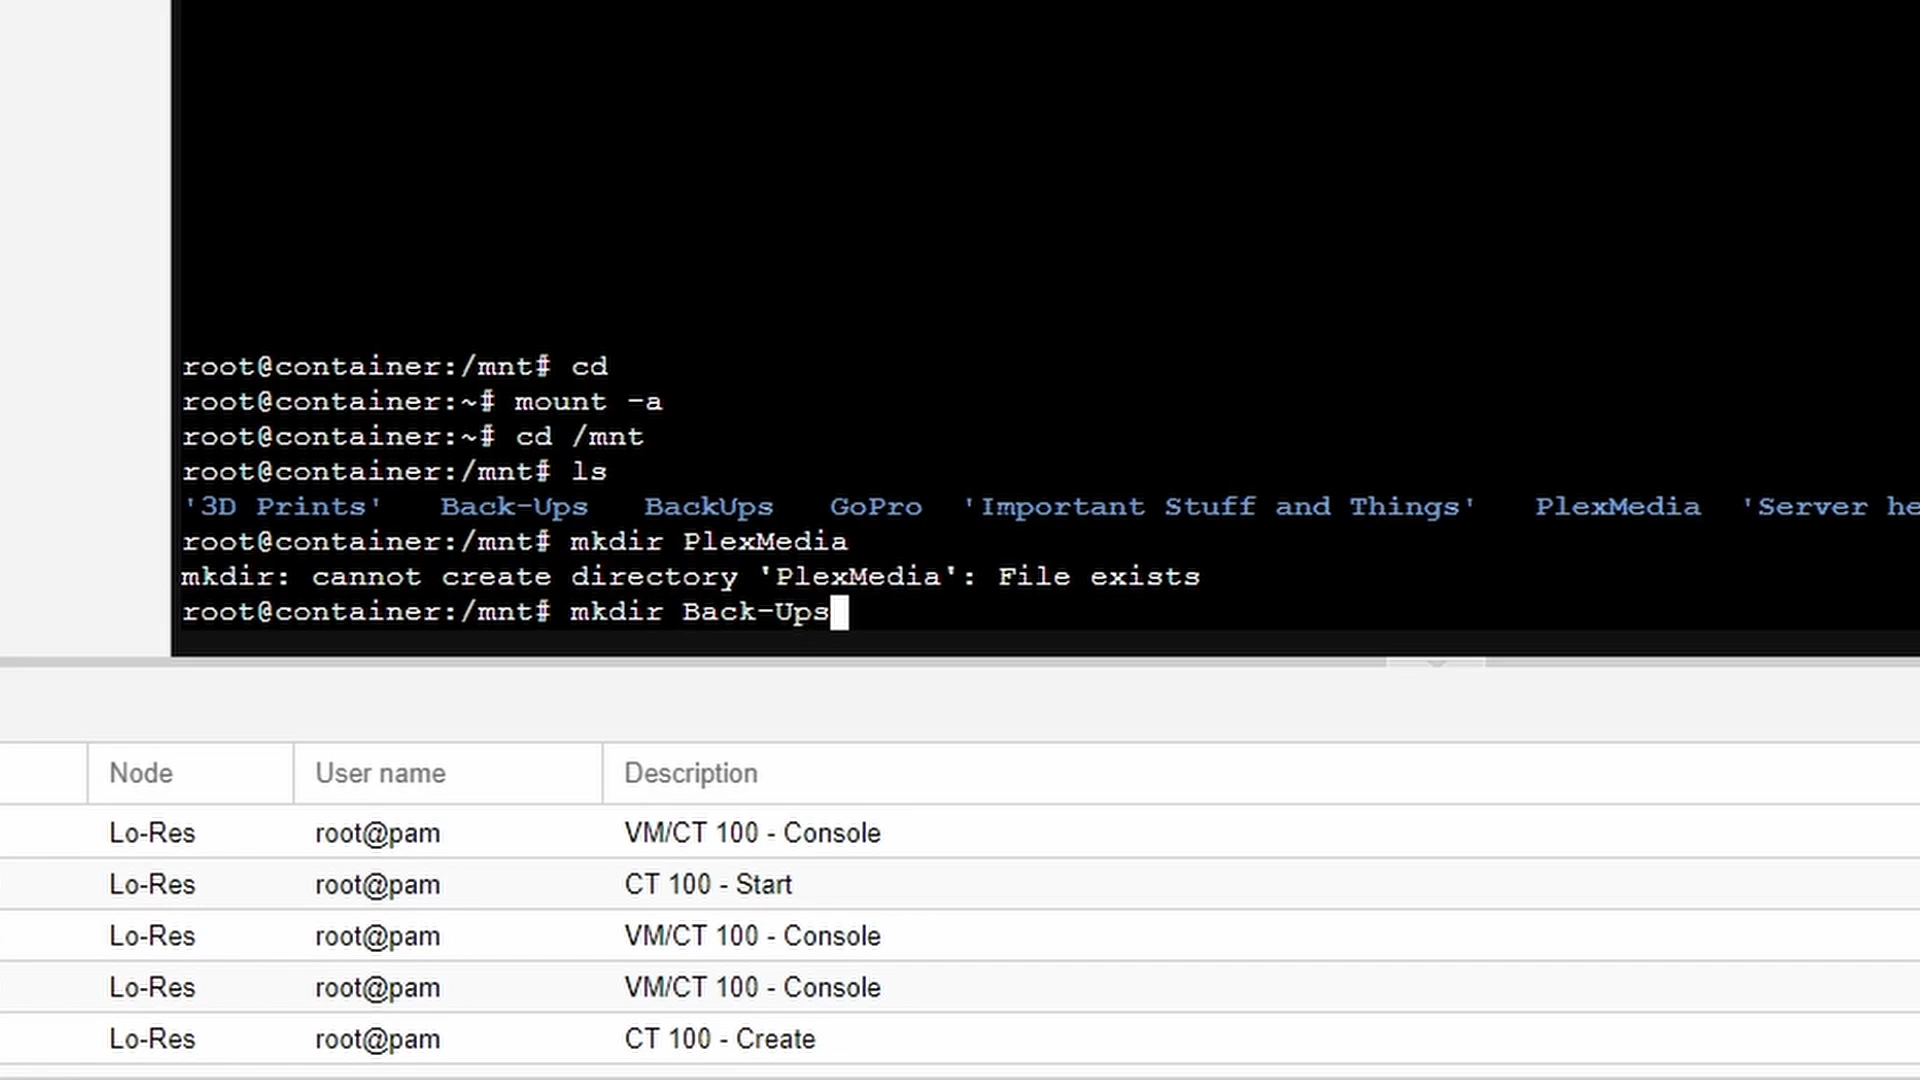 root@container:/mnt# cd
root@container:~# mount -a
root@container:~# cd /mnt
root@container:/mnt# ls
'3D Prints'   Back-Ups   BackUps   GoPro  'Important Stuff and Things'   PlexMedia  'Server
root@container:/mnt# mkdir PlexMedia
mkdir: cannot create directory 'PlexMedia': File exists
root@container:/mnt# mkdir Back-Ups
Node User name Description
Lo-Res root@pam VM/CT 100 - Console
Lo-Res root@pam CT 100 - Start
Lo-Res root@pam VM/CT 100 - Console
Lo-Res root@pam VM/CT 100 - Console
Lo-Res root@pam CT 100 - Create